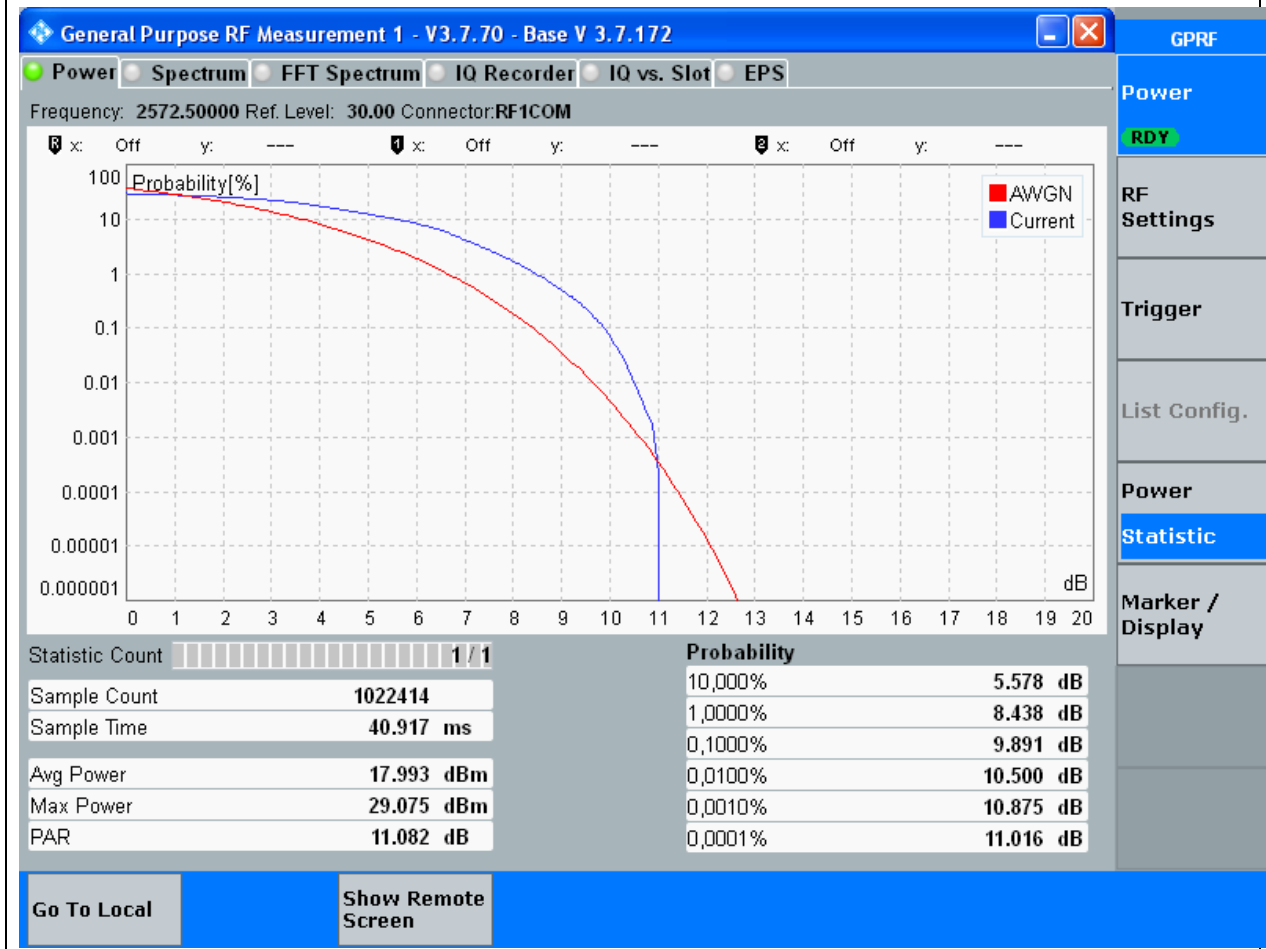 General Purpose RF Measurement 1 - V3.7.70 - Base V 3.7.172
GPRF
Power Spectrum FFT Spectrum IQ Recorder IQ vs. Slot EPS
Frequency: 2572.50000 Ref. Level: 30.00 Connector:RF1COM
R x: Off y: --- 1 x: Off y: --- 2 x: Off y: ---
Probability[%]
AWGN
Current
100
10
1
0.1
0.01
0.001
0.0001
0.00001
0.000001
dB
0 1 2 3 4 5 6 7 8 9 10 11 12 13 14 15 16 17 18 19 20
Statistic Count 1 / 1
Sample Count 1022414
Sample Time 40.917 ms
Avg Power 17.993 dBm
Max Power 29.075 dBm
PAR 11.082 dB
Probability
10,000% 5.578 dB
1,0000% 8.438 dB
0,1000% 9.891 dB
0,0100% 10.500 dB
0,0010% 10.875 dB
0,0001% 11.016 dB
Power
RDY
RF
Settings
Trigger
List Config.
Power
Statistic
Marker /
Display
Go To Local
Show Remote
Screen